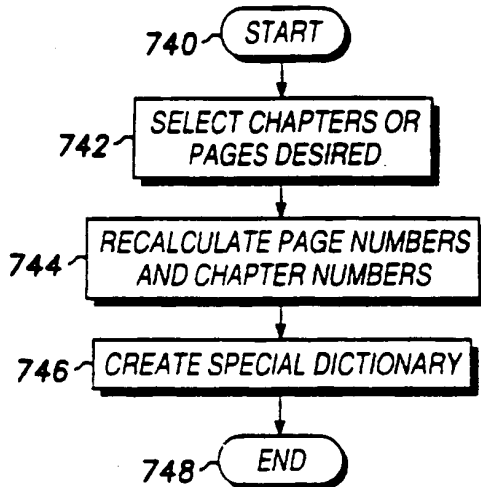 740 START
742 SELECT CHAPTERS OR
PAGES DESIRED
744 RECALCULATE PAGE NUMBERS
AND CHAPTER NUMBERS
746 CREATE SPECIAL DICTIONARY
748 END